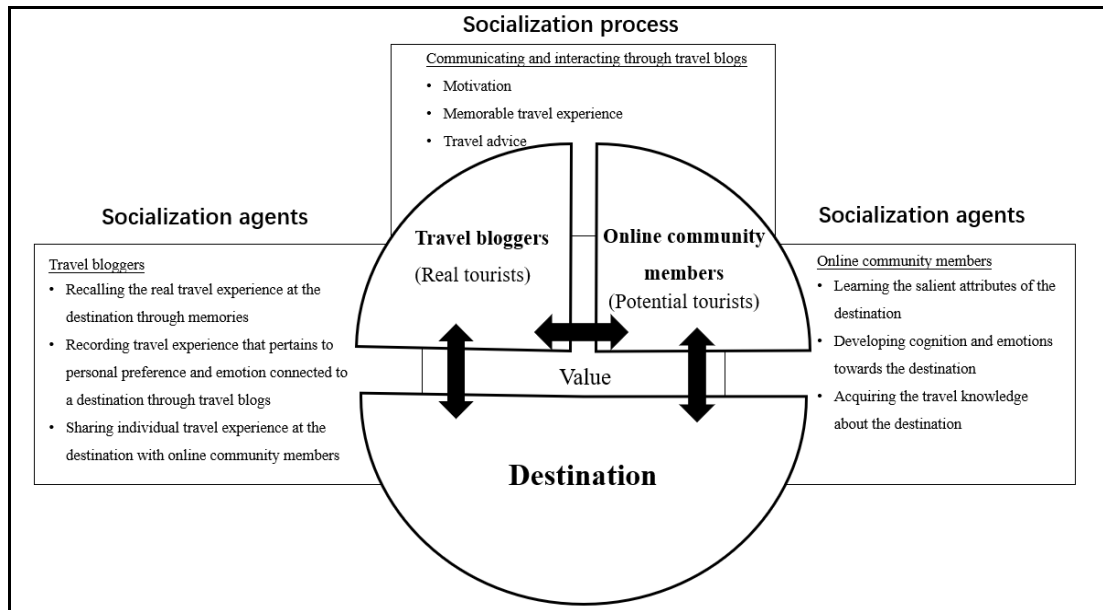 Socialization process
Communicating and interacting through travel blogs
• Motivation
• Memorable travel experience
• Travel advice
Socialization agents
Travel bloggers
• Recalling the real travel experience at the
destination through memories
• Recording travel experience that pertains to
personal preference and emotion connected to
a destination through travel blogs
• Sharing individual travel experience at the
destination with online community members
Travel bloggers
(Real tourists)
Online community
members
(Potential tourists)
Value
Destination
Socialization agents
Online community members
• Learning the salient attributes of the
destination
• Developing cognition and emotions
towards the destination
• Acquiring the travel knowledge
about the destination